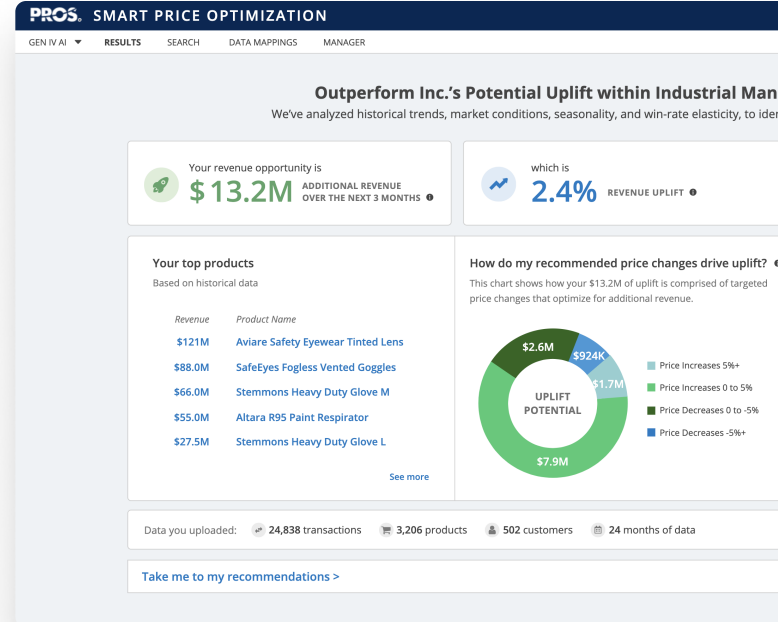 PROS® SMART PRICE OPTIMIZATION
GEN IV AI RESULTS SEARCH DATA MAPPINGS MANAGER
Outperform Inc.'s Potential Uplift within Industrial Man
We've analyzed historical trends, market conditions, seasonality, and win-rate elasticity, to iden
Your revenue opportunity is
$13.2M ADDITIONAL REVENUE
OVER THE NEXT 3 MONTHS
which is
2.4% REVENUE UPLIFT
Your top products
Based on historical data
Revenue Product Name
$121M Aviare Safety Eyewear Tinted Lens
$88.0M SafeEyes Fogless Vented Goggles
$66.0M Stemmons Heavy Duty Glove M
$55.0M Altara R95 Paint Respirator
$27.5M Stemmons Heavy Duty Glove L
See more
How do my recommended price changes drive uplift?
This chart shows how your $13.2M of uplift is comprised of targeted
price changes that optimize for additional revenue.
$2.6M
$924K
$1.7M
UPLIFT
POTENTIAL
$7.9M
Price Increases 5%+
Price Increases 0 to 5%
Price Decreases 0 to -5%
Price Decreases -5%+
Data you uploaded: 24,838 transactions 3,206 products 502 customers 24 months of data
Take me to my recommendations >